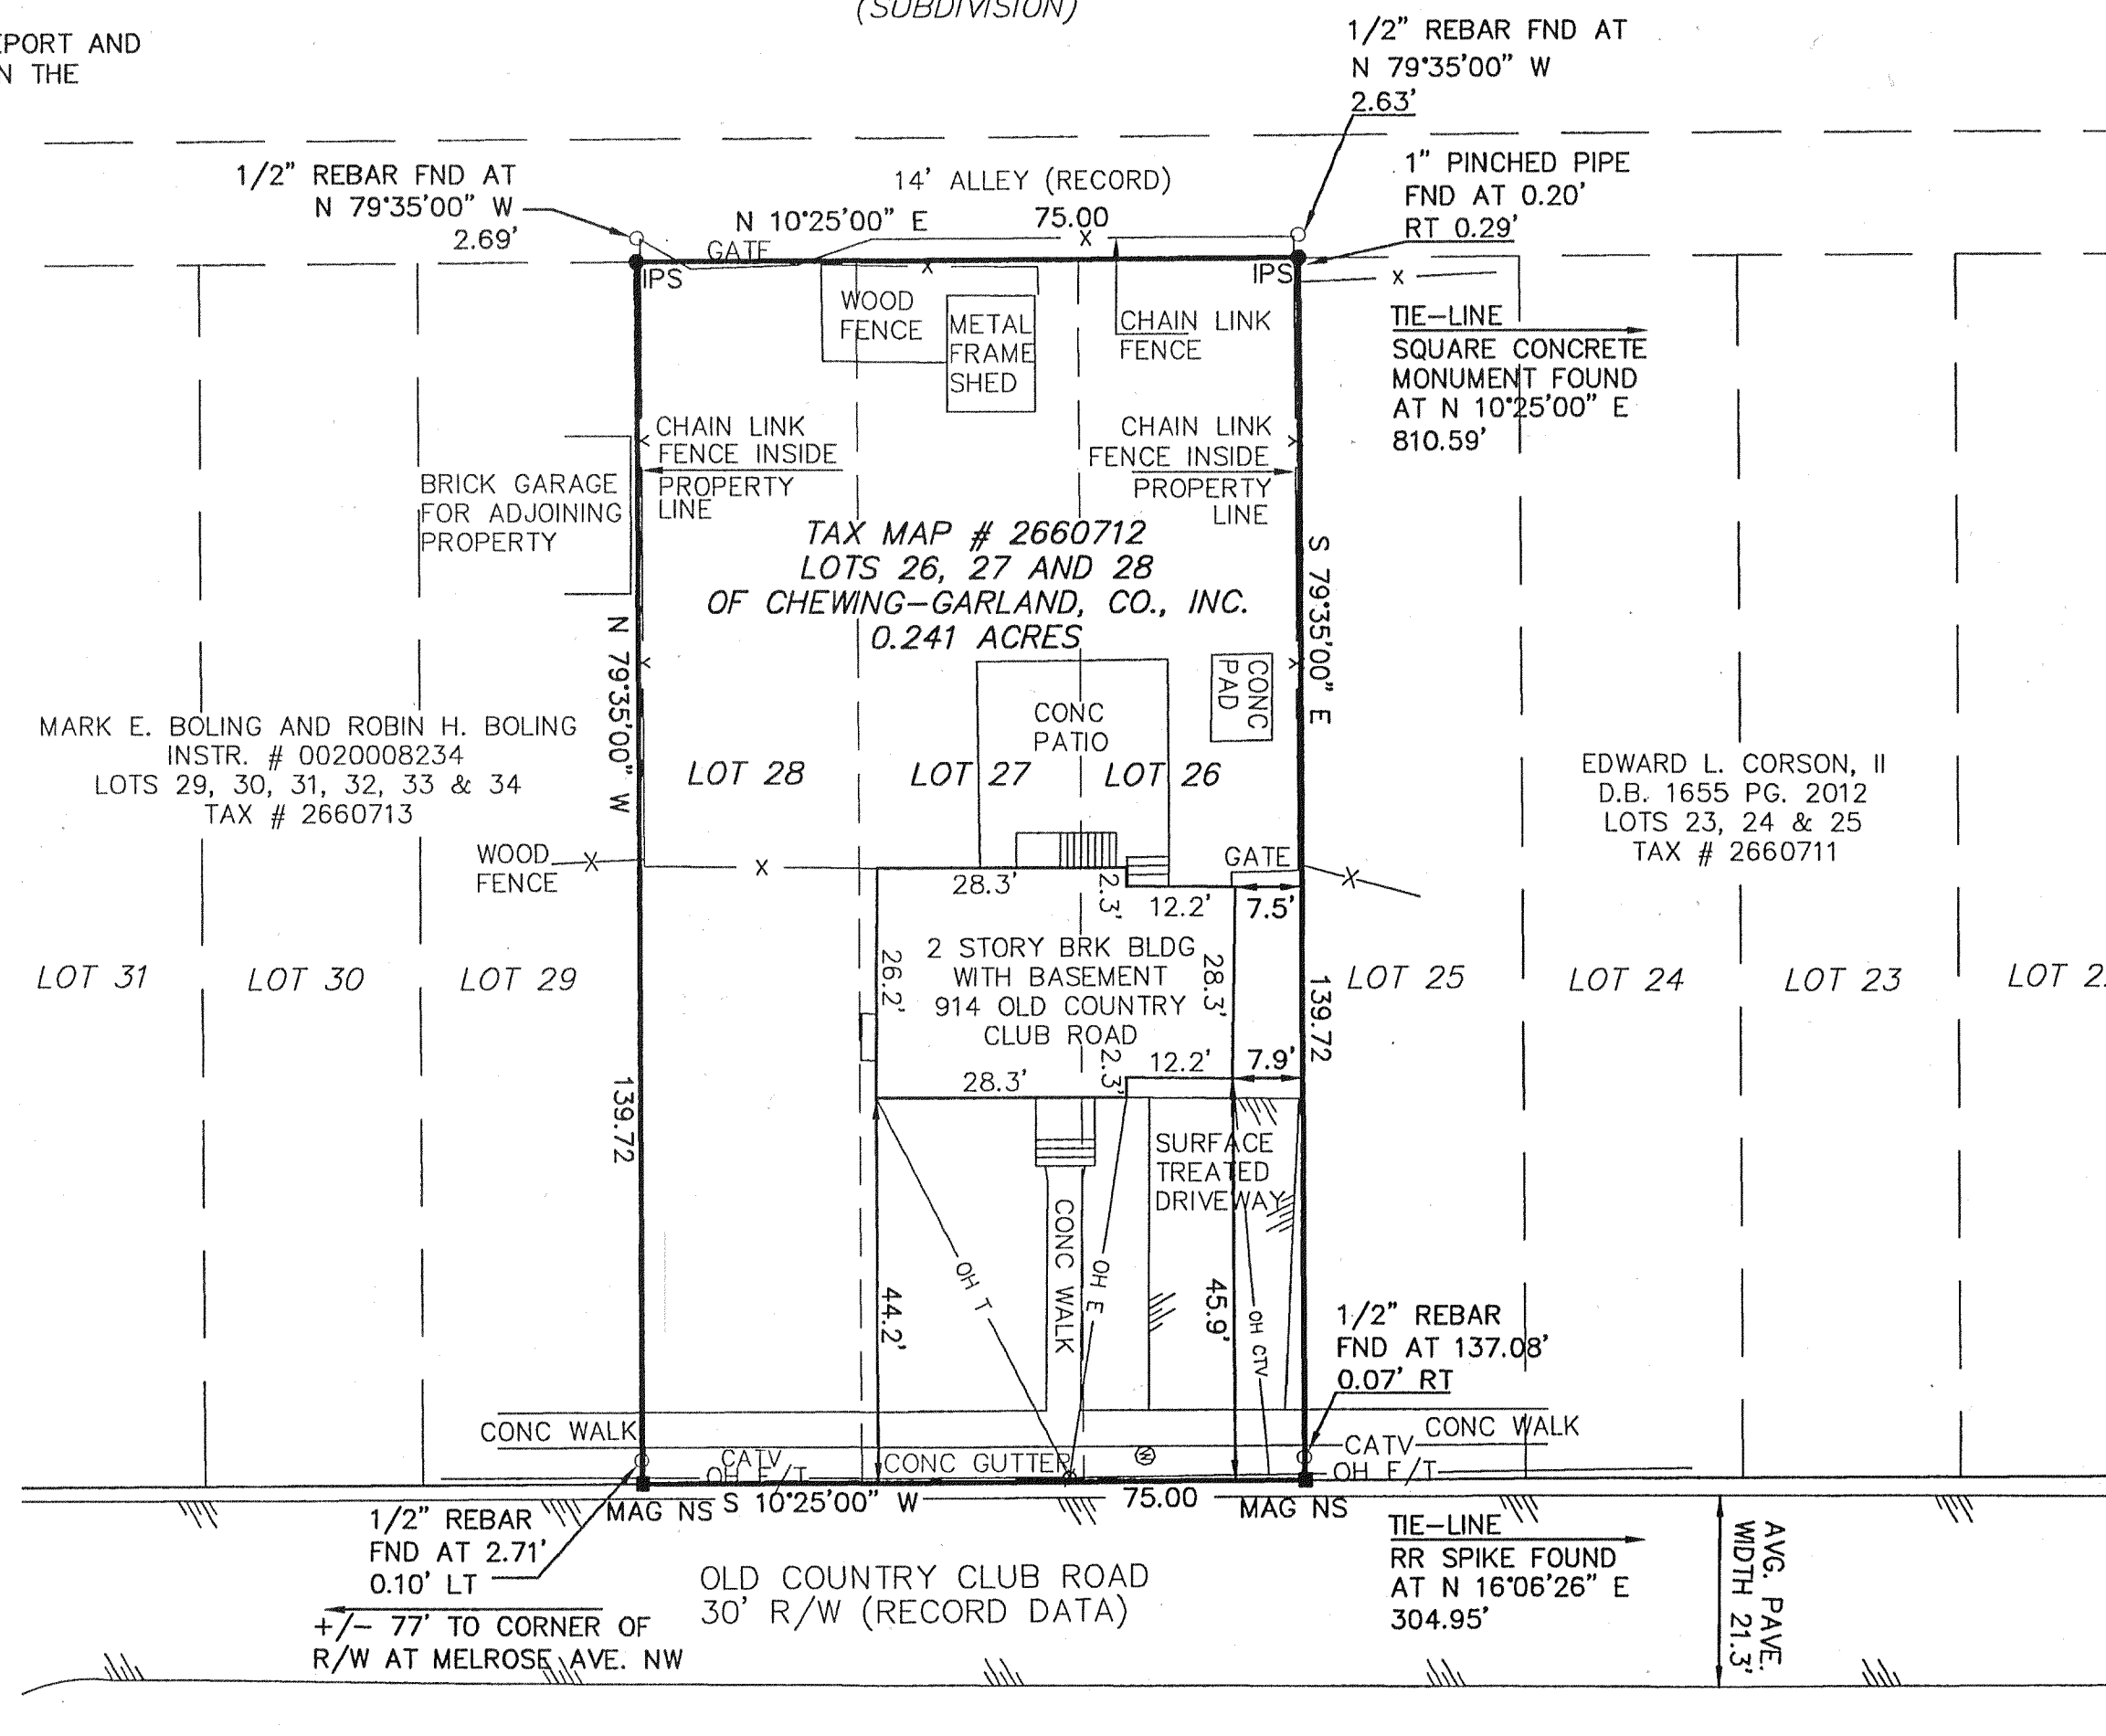 (SUBDIVISION)
EPORT AND
N THE
1/2" REBAR FND AT
N 79°35'00" W
2.63'
1/2" REBAR FND AT
N 79°35'00" W
2.69'
14' ALLEY (RECORD)
N 10°25'00" E 75.00
1" PINCHED PIPE
FND AT 0.20'
RT 0.29'
GATE
X
IPS
IPS
X
X
WOOD
FENCE
METAL
FRAME
SHED
CHAIN LINK
FENCE
TIE-LINE
SQUARE CONCRETE
MONUMENT FOUND
AT N 10°25'00" E
810.59'
CHAIN LINK
FENCE INSIDE
PROPERTY
LINE
CHAIN LINK
FENCE INSIDE
PROPERTY
LINE
BRICK GARAGE
FOR ADJOINING
PROPERTY
TAX MAP # 2660712
LOTS 26, 27 AND 28
OF CHEWING-GARLAND, CO., INC.
0.241 ACRES
N 79°35'00" W
S 79°35'00" E
CONC
PAD
CONC
PATIO
MARK E. BOLING AND ROBIN H. BOLING
INSTR. # 0020008234
LOTS 29, 30, 31, 32, 33 & 34
TAX # 2660713
LOT 28
LOT 27
LOT 26
EDWARD L. CORSON, II
D.B. 1655 PG. 2012
LOTS 23, 24 & 25
TAX # 2660711
WOOD
FENCE
X
X
GATE
X
28.3'
2.3'
12.2'
7.5'
2 STORY BRK BLDG
WITH BASEMENT
914 OLD COUNTRY
CLUB ROAD
26.2'
28.3'
LOT 31
LOT 30
LOT 29
LOT 25
LOT 24
LOT 23
LOT 2
139.72
139.72
28.3'
2.3'
12.2'
7.9'
SURFACE
TREATED
DRIVEWAY
CONC WALK
OH T
OH E
OH CTV
44.2'
45.9'
1/2" REBAR
FND AT 137.08'
0.07' RT
CONC WALK
CONC WALK
CATV
OH E/T
CONC GUTTER
W
CATV
OH E/T
MAG NS
S 10°25'00" W
75.00
MAG NS
1/2" REBAR
FND AT 2.71'
0.10' LT
TIE-LINE
RR SPIKE FOUND
AT N 16°06'26" E
304.95'
AVG. PAVE.
WIDTH 21.3'
OLD COUNTRY CLUB ROAD
30' R/W (RECORD DATA)
+/- 77' TO CORNER OF
R/W AT MELROSE AVE. NW